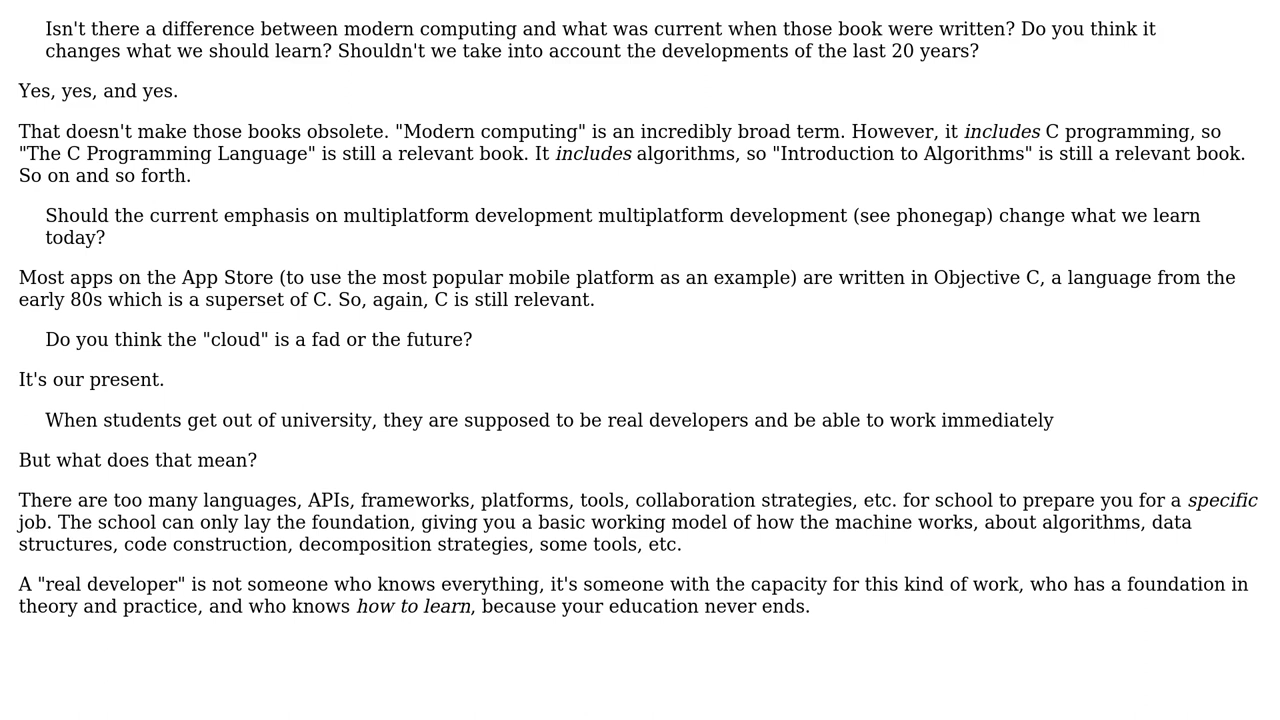 Isn't there a difference between modern computing and what was current when those book were written? Do you think it
changes what we should learn? Shouldn't we take into account the developments of the last 20 years?
Yes, yes, and yes.
That doesn't make those books obsolete. "Modern computing" is an incredibly broad term. However, it includes C programming, so
"The C Programming Language" is still a relevant book. It includes algorithms, so "Introduction to Algorithms" is still a relevant book.
So on and so forth.
Should the current emphasis on multiplatform development multiplatform development (see phonegap) change what we learn
today?
Most apps on the App Store (to use the most popular mobile platform as an example) are written in Objective C, a language from the
early 80s which is a superset of C. So, again, C is still relevant.
Do you think the "cloud" is a fad or the future?
It's our present.
When students get out of university, they are supposed to be real developers and be able to work immediately
But what does that mean?
There are too many languages, APIs, frameworks, platforms, tools, collaboration strategies, etc. for school to prepare you for a specific
job. The school can only lay the foundation, giving you a basic working model of how the machine works, about algorithms, data
structures, code construction, decomposition strategies, some tools, etc.
A "real developer" is not someone who knows everything, it's someone with the capacity for this kind of work, who has a foundation in
theory and practice, and who knows how to learn, because your education never ends.